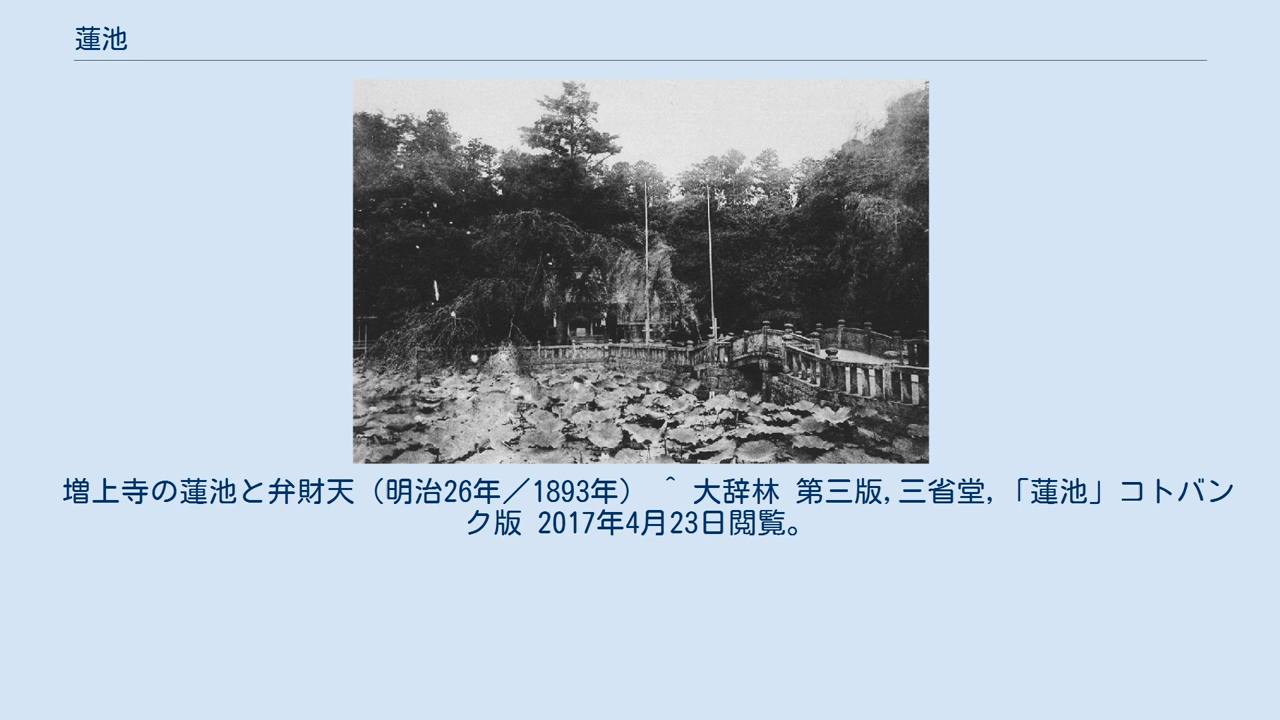 蓮池
増上寺の蓮池と弁財天（明治26年／1893年） ^ 大辞林 第三版,三省堂,「蓮池」コトバン
ク版 2017年4月23日閲覧。